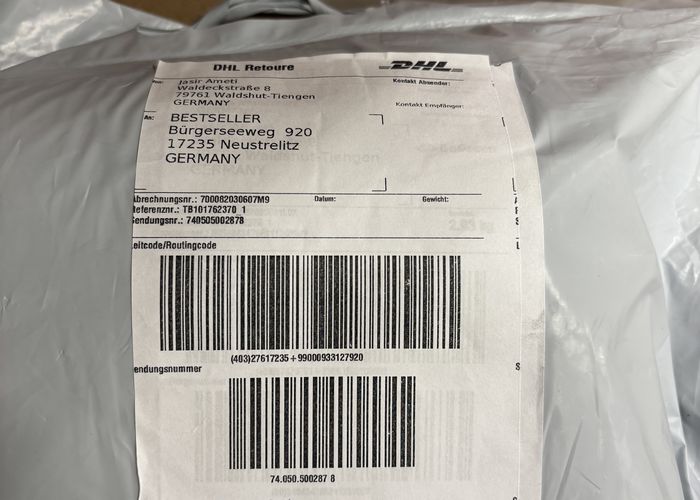 DHL Retoure
DHL
Von: Jasir Ameti
Waldeckstraße 8
79761 Waldshut-Tiengen
GERMANY
Kontakt Absender:
Kontakt Empfänger:
An: BESTSELLER
Bürgerseeweg 920
17235 Neustrelitz
GERMANY
Abrechnungsnr.: 700082030607M9
Datum:
Gewicht:
Referenznr.: TB101762370 1
Sendungsnr.: 740505002878
Leitcode/Routingcode
(403)27617235+99000933127920
Sendungsnummer
74.050.500287 8